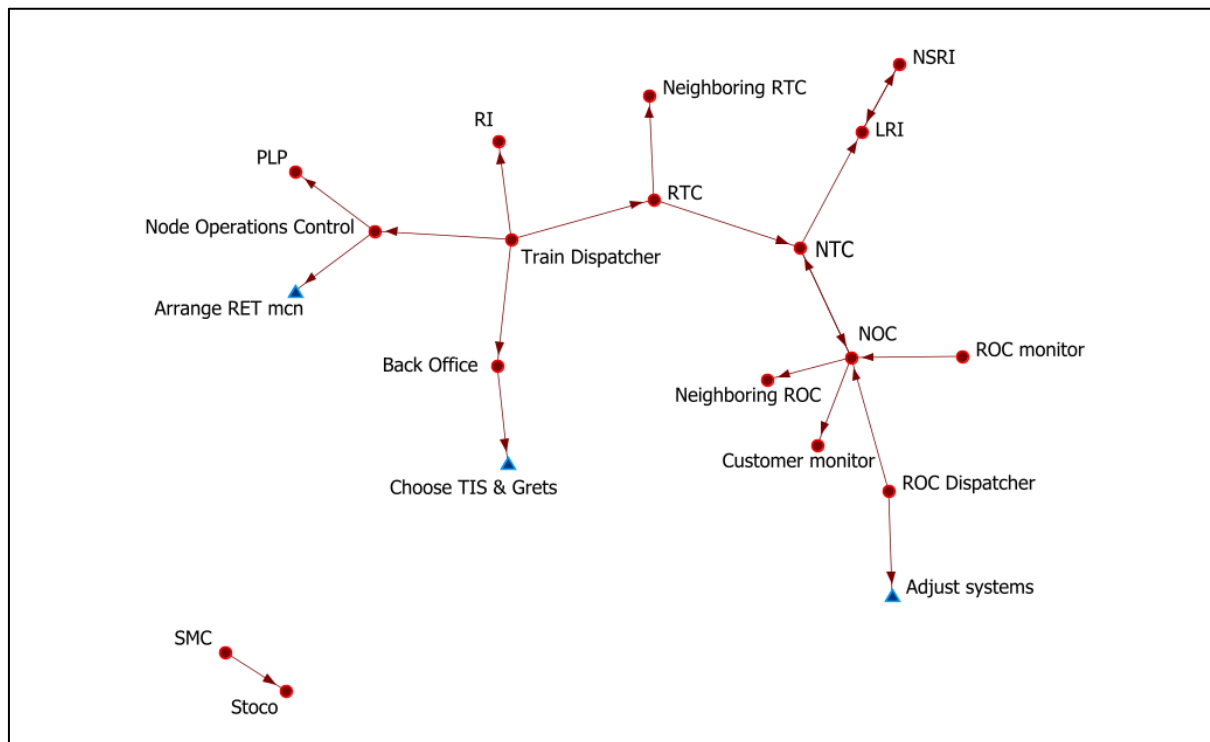 NSRI
Neighboring RTC
RI
LRI
PLP
RTC
Node Operations Control
Train Dispatcher
NTC
Arrange RET mcn
NOC
ROC monitor
Back Office
Neighboring ROC
Customer monitor
Choose TIS & Grets
ROC Dispatcher
Adjust systems
SMC
Stoco